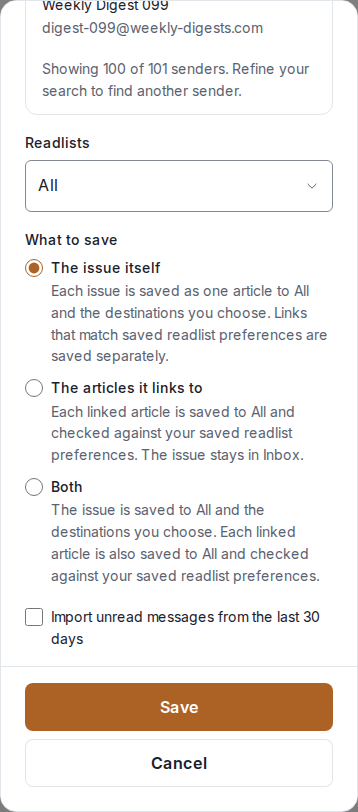 Weekly Digest 099
digest-099@weekly-digests.com
Showing 100 of 101 senders. Refine your
search to find another sender.
Readlists
All
What to save
The issue itself
Each issue is saved as one article to All
and the destinations you choose. Links
that match saved readlist preferences are
saved separately.
The articles it links to
Each linked article is saved to All and
checked against your saved readlist
preferences. The issue stays in Inbox.
Both
The issue is saved to All and the
destinations you choose. Each linked
article is also saved to All and checked
against your saved readlist preferences.
Import unread messages from the last 30
days
Save
Cancel